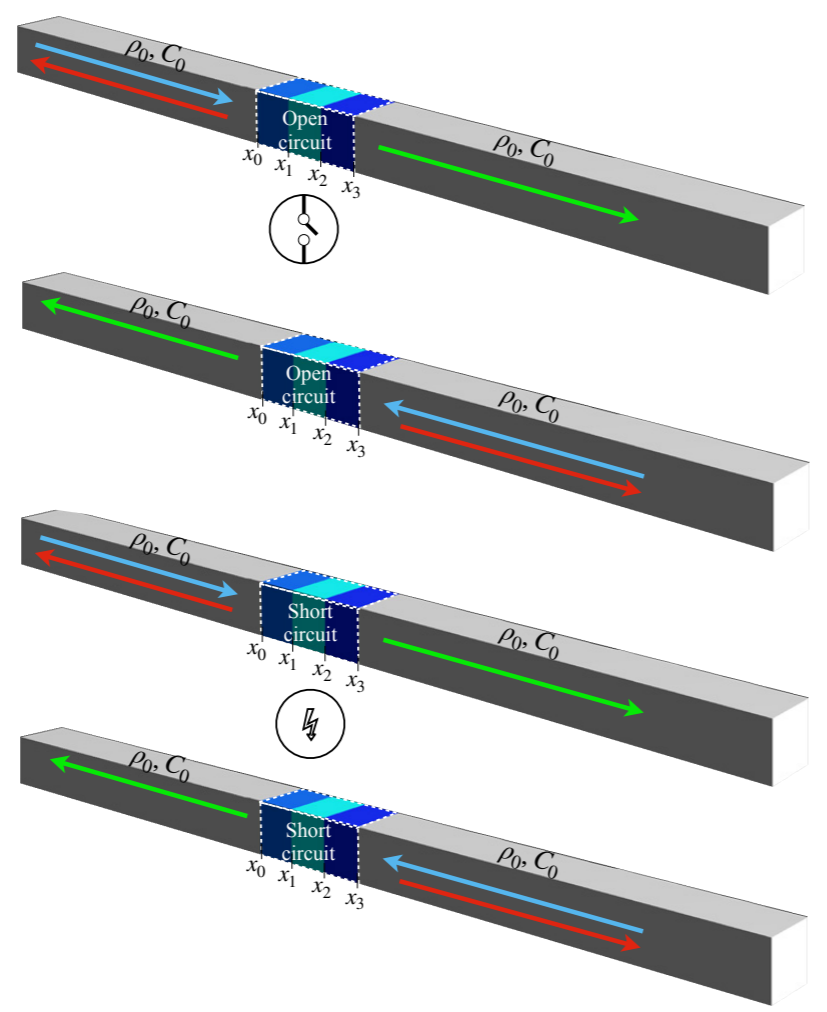 ρ0, C0
Open
circuit
ρ0, C0
x0 x1 x2 x3
ρ0, C0
Open
circuit
ρ0, C0
x0 x1 x2 x3
ρ0, C0
Short
circuit
ρ0, C0
x0 x1 x2 x3
ρ0, C0
Short
circuit
ρ0, C0
x0 x1 x2 x3